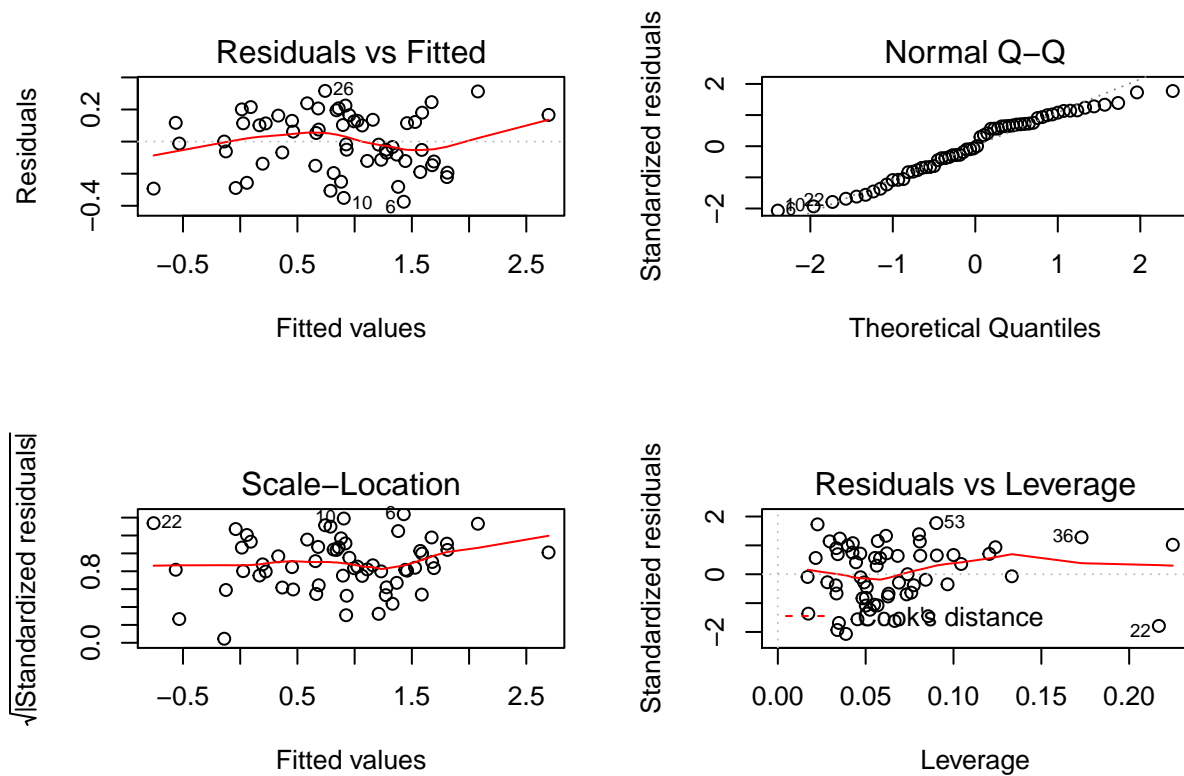 Residuals vs Fitted
Residuals
0.2
−0.4
26
10
6
−0.5 0.5 1.5 2.5
Fitted values
Normal Q−Q
Standardized residuals
2
0
−2
22
−2 −1 0 1 2
Theoretical Quantiles
Scale−Location
√|Standardized residuals|
0.8
0.0
22
10
6
−0.5 0.5 1.5 2.5
Fitted values
Residuals vs Leverage
Standardized residuals
2
0
−2
53
36
22
Cook's distance
0.00 0.05 0.10 0.15 0.20
Leverage